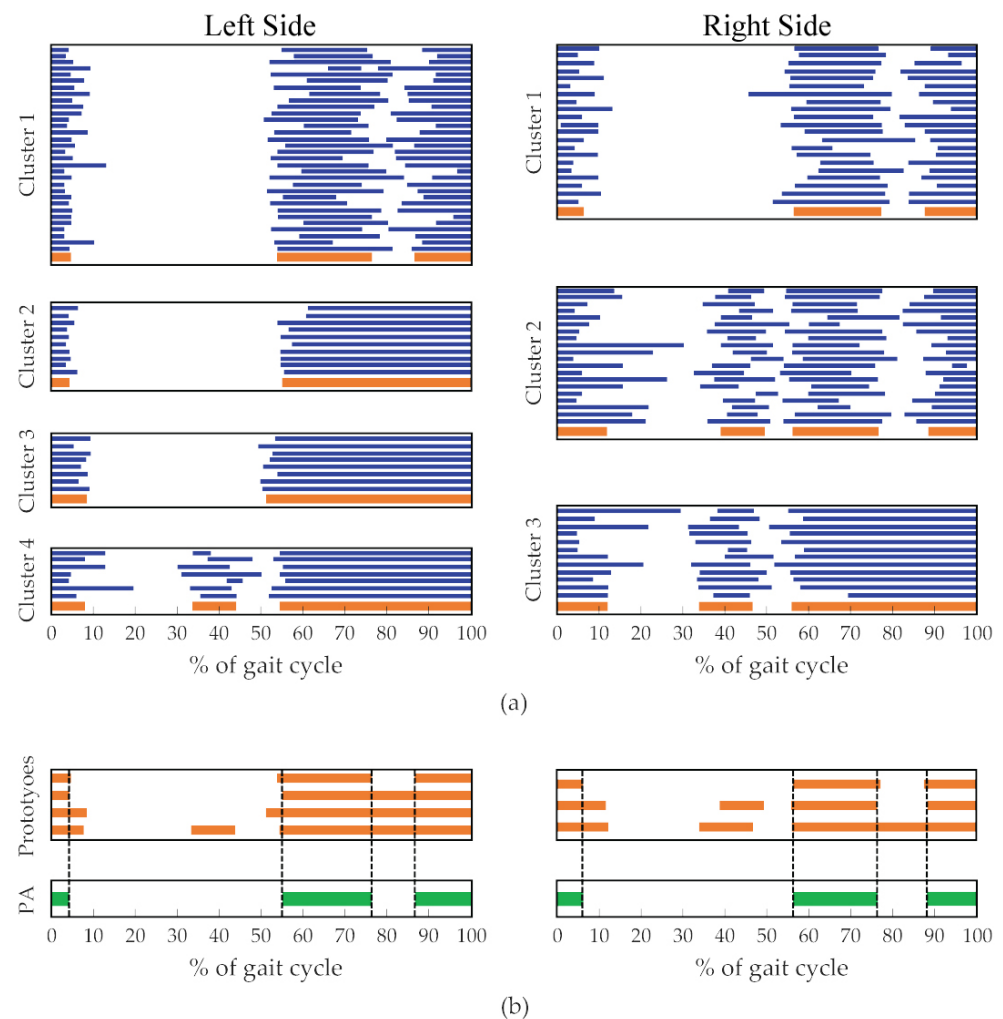 Left Side
Right Side
Cluster 1
Cluster 2
Cluster 3
Cluster 4
0 10 20 30 40 50 60 70 80 90 100
% of gait cycle
Cluster 1
Cluster 2
Cluster 3
0 10 20 30 40 50 60 70 80 90 100
% of gait cycle
(a)
Prototyoes
PA
0 10 20 30 40 50 60 70 80 90 100
% of gait cycle
0 10 20 30 40 50 60 70 80 90 100
% of gait cycle
(b)